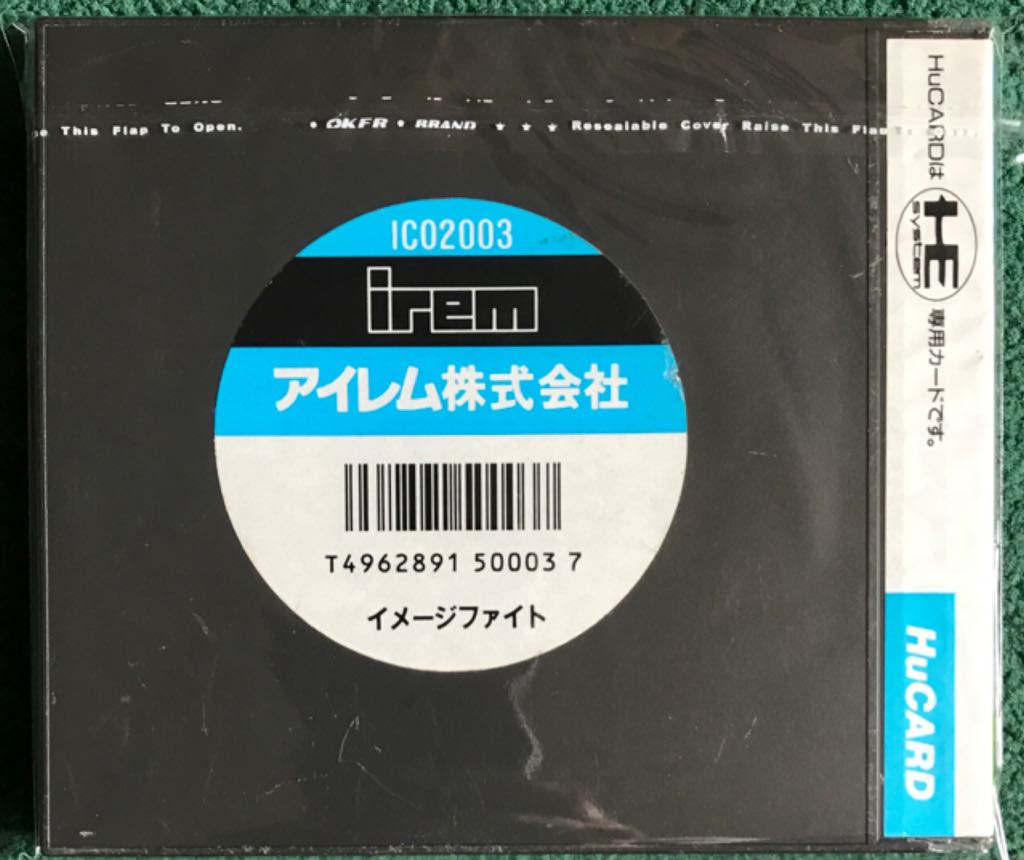 e This Flap To Open. • OKER • BRAND ★ ★ ★ Resealable Cover Raise This Flap
IC02003
irem
アイレム株式会社
T4962891 50003 7
イメージファイト
HuCARDは HE system 専用カードです。
HuCARD